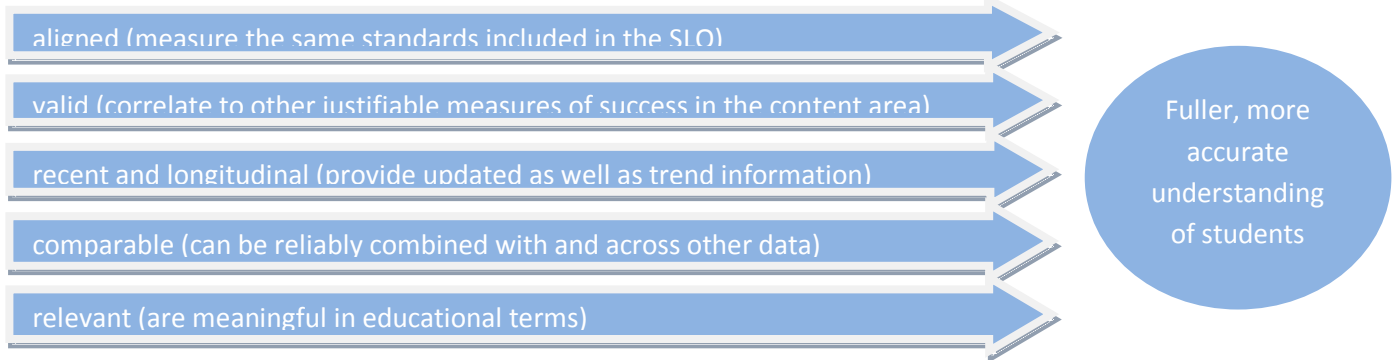 aligned (measure the same standards included in the SLO)
valid (correlate to other justifiable measures of success in the content area)
recent and longitudinal (provide updated as well as trend information)
comparable (can be reliably combined with and across other data)
relevant (are meaningful in educational terms)
Fuller, more
accurate
understanding
of students